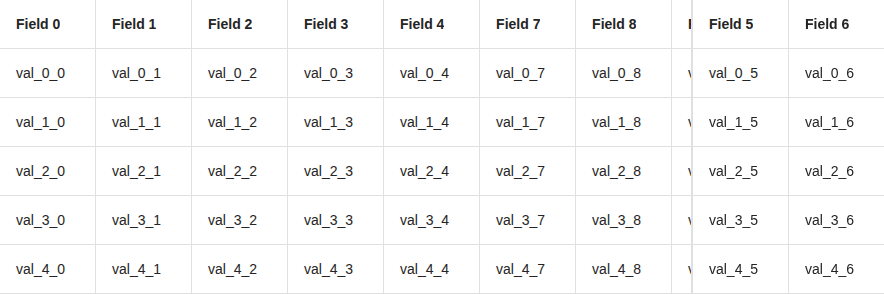 Field 0 Field 1 Field 2 Field 3 Field 4 Field 7 Field 8 Field 5 Field 6
val_0_0 val_0_1 val_0_2 val_0_3 val_0_4 val_0_7 val_0_8 val_0_5 val_0_6
val_1_0 val_1_1 val_1_2 val_1_3 val_1_4 val_1_7 val_1_8 val_1_5 val_1_6
val_2_0 val_2_1 val_2_2 val_2_3 val_2_4 val_2_7 val_2_8 val_2_5 val_2_6
val_3_0 val_3_1 val_3_2 val_3_3 val_3_4 val_3_7 val_3_8 val_3_5 val_3_6
val_4_0 val_4_1 val_4_2 val_4_3 val_4_4 val_4_7 val_4_8 val_4_5 val_4_6